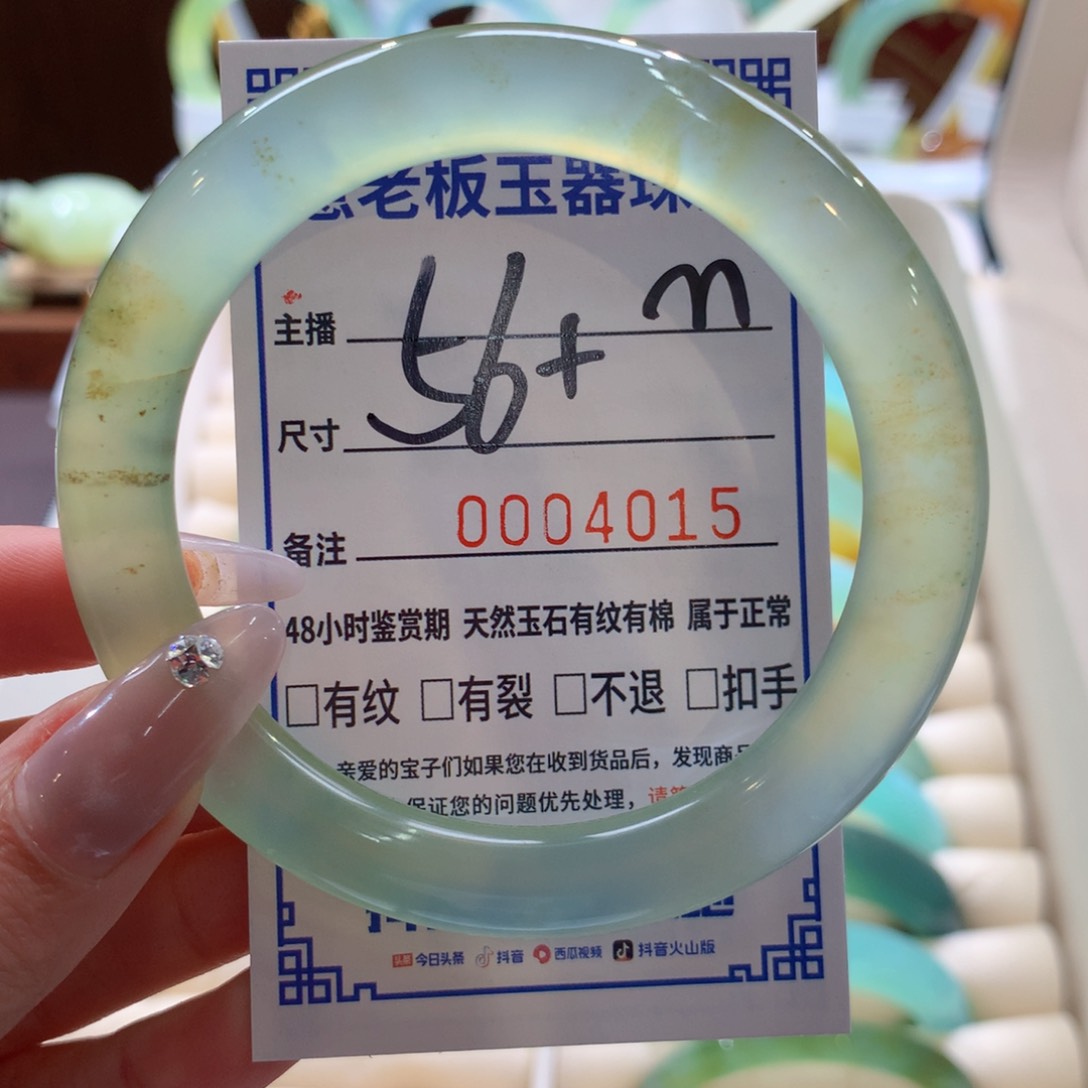 老板玉器
主播 n
尺寸 56+
备注 0004015
48小时鉴赏期 天然玉石有纹有棉 属于正常
□有纹 □有裂 □不退 □扣手
亲爱的宝子们如果您在收到货品后，发现商品
保证您的问题优先处理，请
头条 今日头条 抖音 西瓜视频 抖音火山版